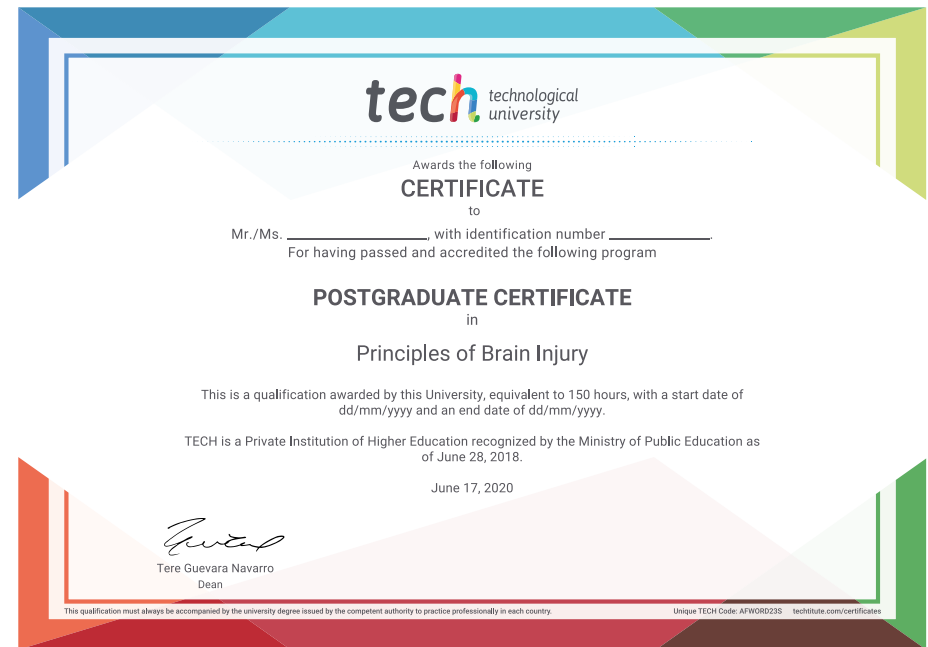 tech technological
university
Awards the following
CERTIFICATE
to
Mr./Ms. ____________________, with identification number ______________.
For having passed and accredited the following program
POSTGRADUATE CERTIFICATE
in
Principles of Brain Injury
This is a qualification awarded by this University, equivalent to 150 hours, with a start date of
dd/mm/yyyy and an end date of dd/mm/yyyy.
TECH is a Private Institution of Higher Education recognized by the Ministry of Public Education as
of June 28, 2018.
June 17, 2020
Tere Guevara Navarro
Dean
This qualification must always be accompanied by the university degree issued by the competent authority to practice professionally in each country.
Unique TECH Code: AFWORD23S techtitute.com/certificates